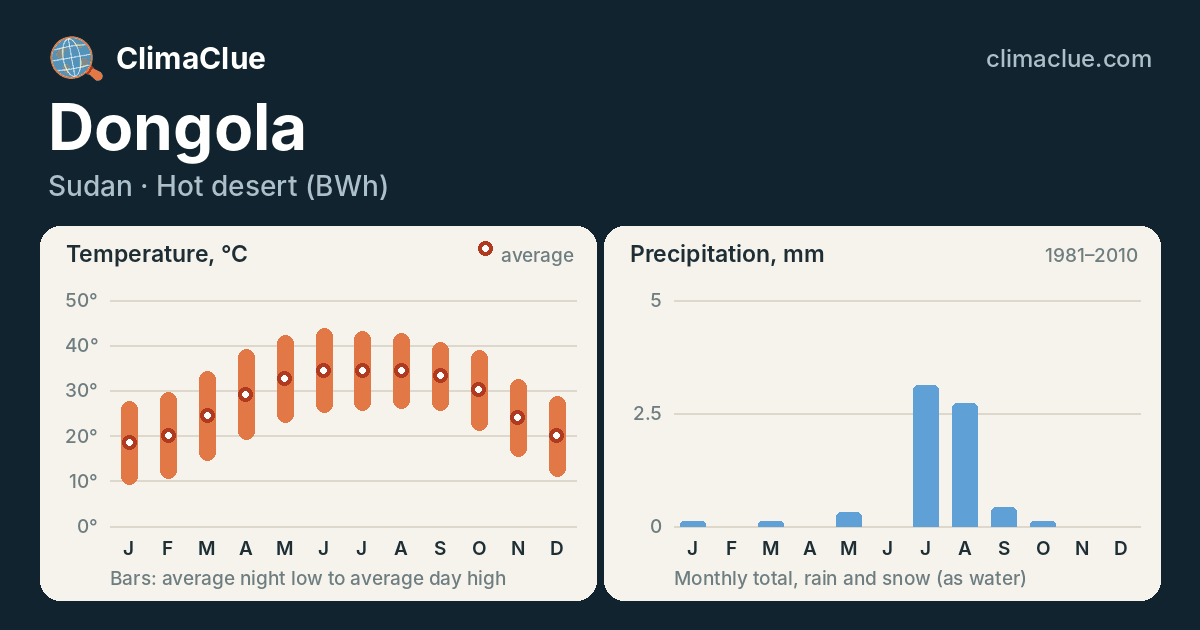 ClimaClue
climaclue.com
Dongola
Sudan · Hot desert (BWh)
Temperature, °C
average
50°
40°
30°
20°
10°
0°
J F M A M J J A S O N D
Bars: average night low to average day high
Precipitation, mm
1981–2010
5
2.5
0
J F M A M J J A S O N D
Monthly total, rain and snow (as water)